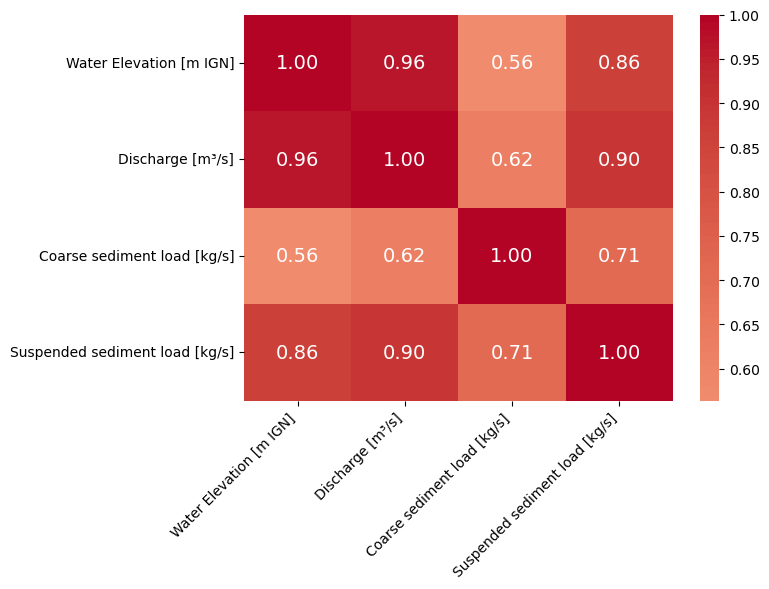 Water Elevation [m IGN] 1.00 0.96 0.56 0.86
Discharge [m³/s] 0.96 1.00 0.62 0.90
Coarse sediment load [kg/s] 0.56 0.62 1.00 0.71
Suspended sediment load [kg/s] 0.86 0.90 0.71 1.00
Water Elevation [m IGN]
Discharge [m³/s]
Coarse sediment load [kg/s]
Suspended sediment load [kg/s]
1.00
0.95
0.90
0.85
0.80
0.75
0.70
0.65
0.60